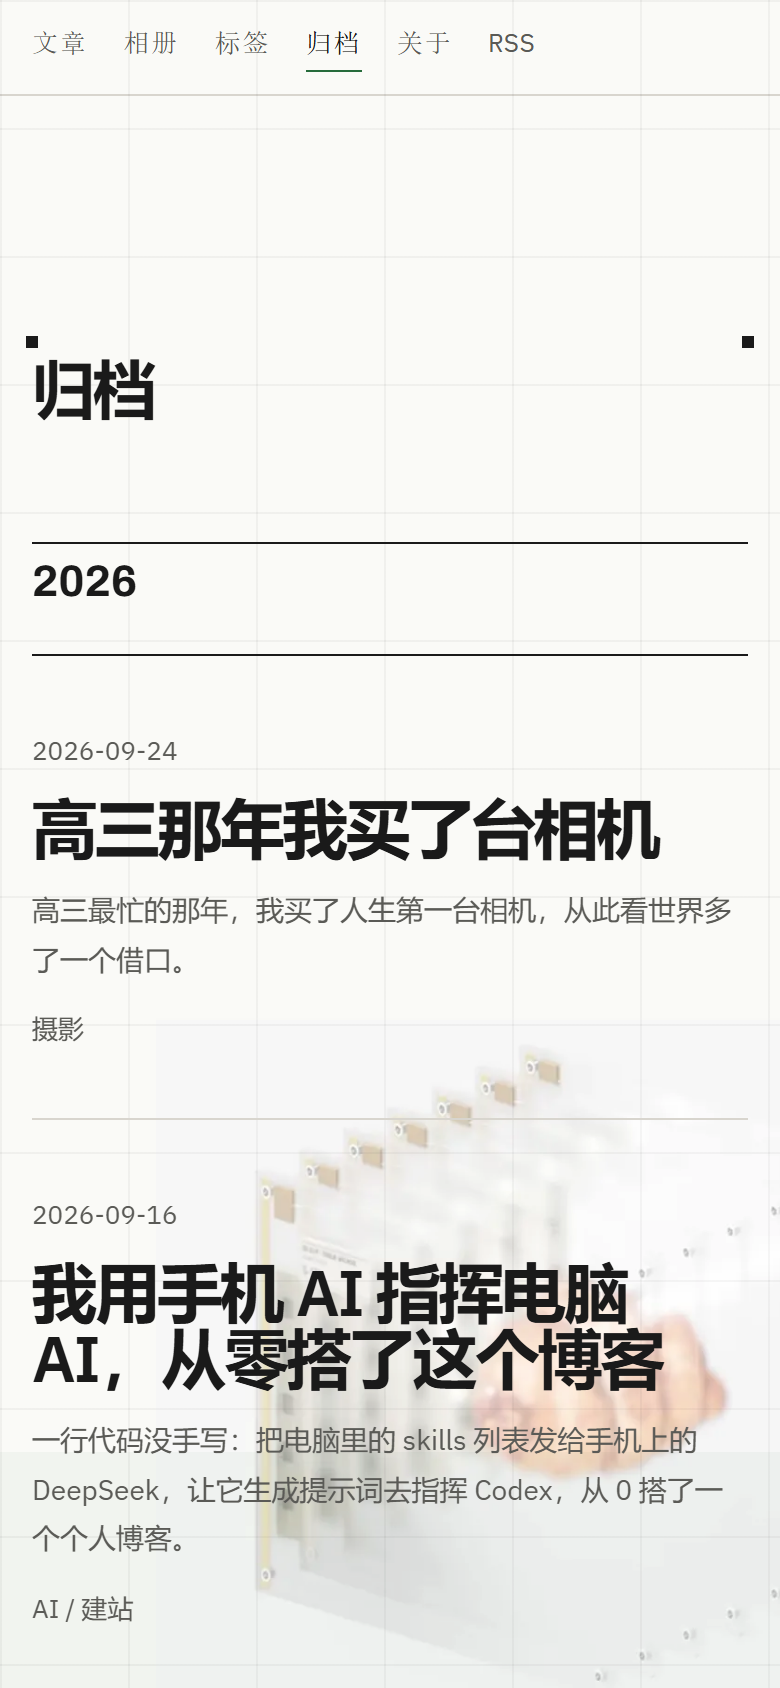 文章 相册 标签 归档 关于 RSS
归档
2026
2026-09-24
高三那年我买了台相机
高三最忙的那年，我买了人生第一台相机，从此看世界多
了一个借口。
摄影
2026-09-16
我用手机 AI 指挥电脑
AI，从零搭了这个博客
一行代码没手写：把电脑里的 skills 列表发给手机上的
DeepSeek，让它生成提示词去指挥 Codex，从 0 搭了一
个个人博客。
AI / 建站